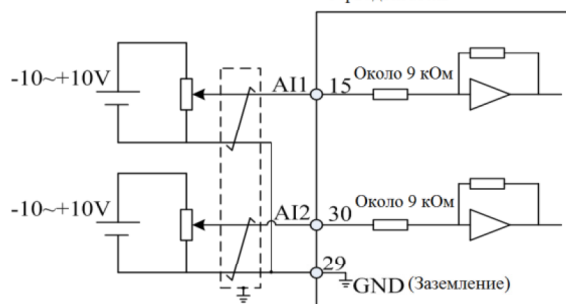 -10~+10V
AI1
15
Около 9 кОм
-10~+10V
AI2
30
Около 9 кОм
29
GND (Заземление)